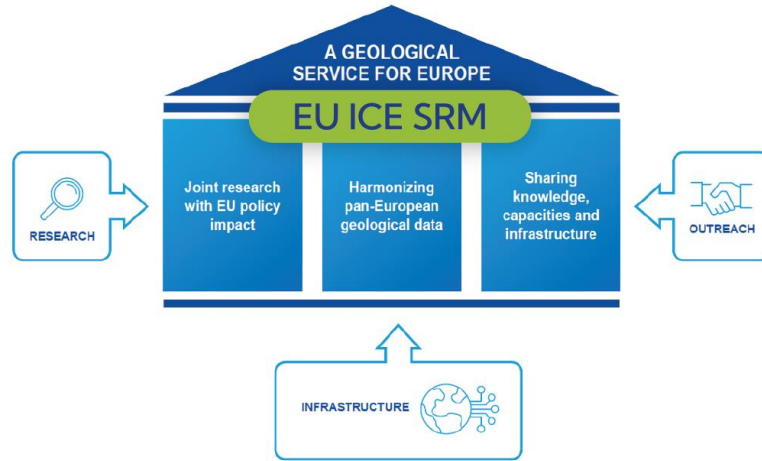 A GEOLOGICAL
SERVICE FOR EUROPE
EU ICE SRM
Joint research
with EU policy
impact
Harmonizing
pan-European
geological data
Sharing
knowledge,
capacities and
infrastructure
RESEARCH
OUTREACH
INFRASTRUCTURE